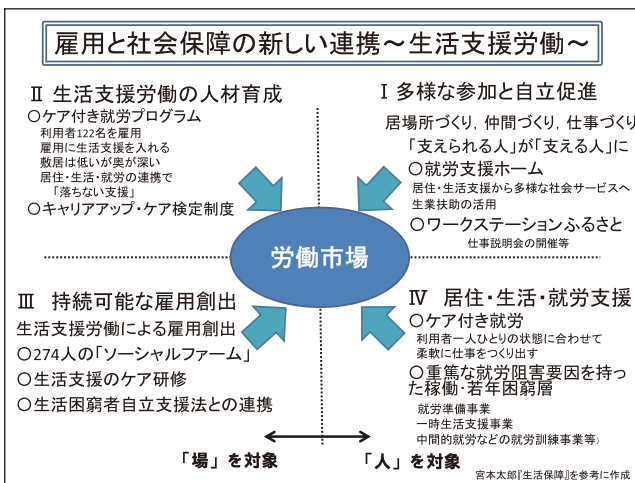 雇用と社会保障の新しい連携～生活支援労働～
Ⅱ 生活支援労働の人材育成
○ケア付き就労プログラム
利用者122名を雇用
雇用に生活支援を入れる
敷居は低いが奥が深い
居住・生活・就労の連携で
「落ちない支援」
○キャリアアップ・ケア検定制度
Ⅰ 多様な参加と自立促進
居場所づくり，仲間づくり，仕事づくり
「支えられる人」が「支える人」に
○就労支援ホーム
居住・生活支援から多様な社会サービスへ
生業扶助の活用
○ワークステーションふるさと
仕事説明会の開催等
労働市場
Ⅲ 持続可能な雇用創出
生活支援労働による雇用創出
○274人の「ソーシャルファーム」
○生活支援のケア研修
○生活困窮者自立支援法との連携
Ⅳ 居住・生活・就労支援
○ケア付き就労
利用者一人ひとりの状態に合わせて
柔軟に仕事をつくり出す
○重篤な就労阻害要因を持っ
た稼働・若年困窮層
就労準備事業
一時生活支援事業
中間的就労などの就労訓練事業等）
「場」を対象
「人」を対象
宮本太郎『生活保障』を参考に作成